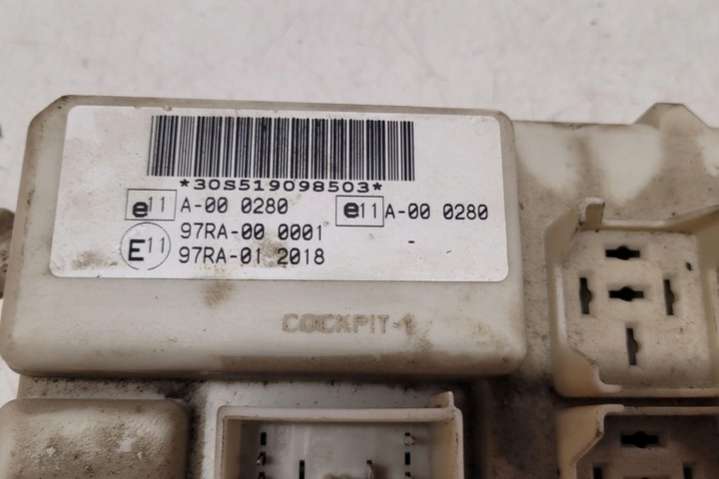 *30S519098503*
e11 A-00 0280 e11 A-00 0280
E11 97RA-00 0001
97RA-01 2018
COCKPIT-1